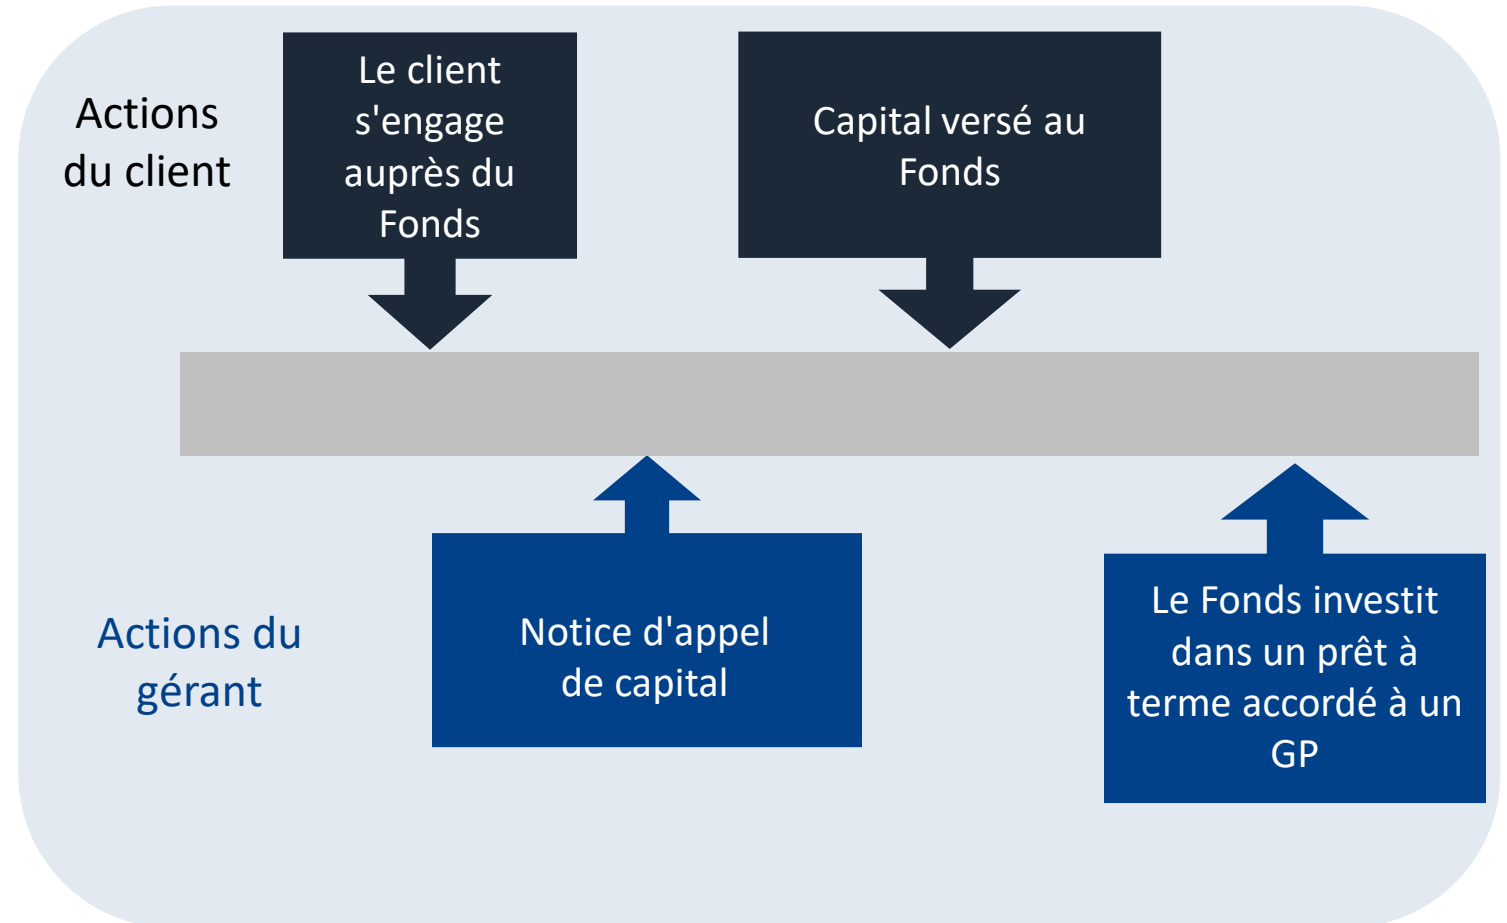 Actions
du client
Le client
s'engage
auprès du
Fonds
Capital versé au
Fonds
Actions du
gérant
Notice d'appel
de capital
Le Fonds investit
dans un prêt à
terme accordé à un
GP